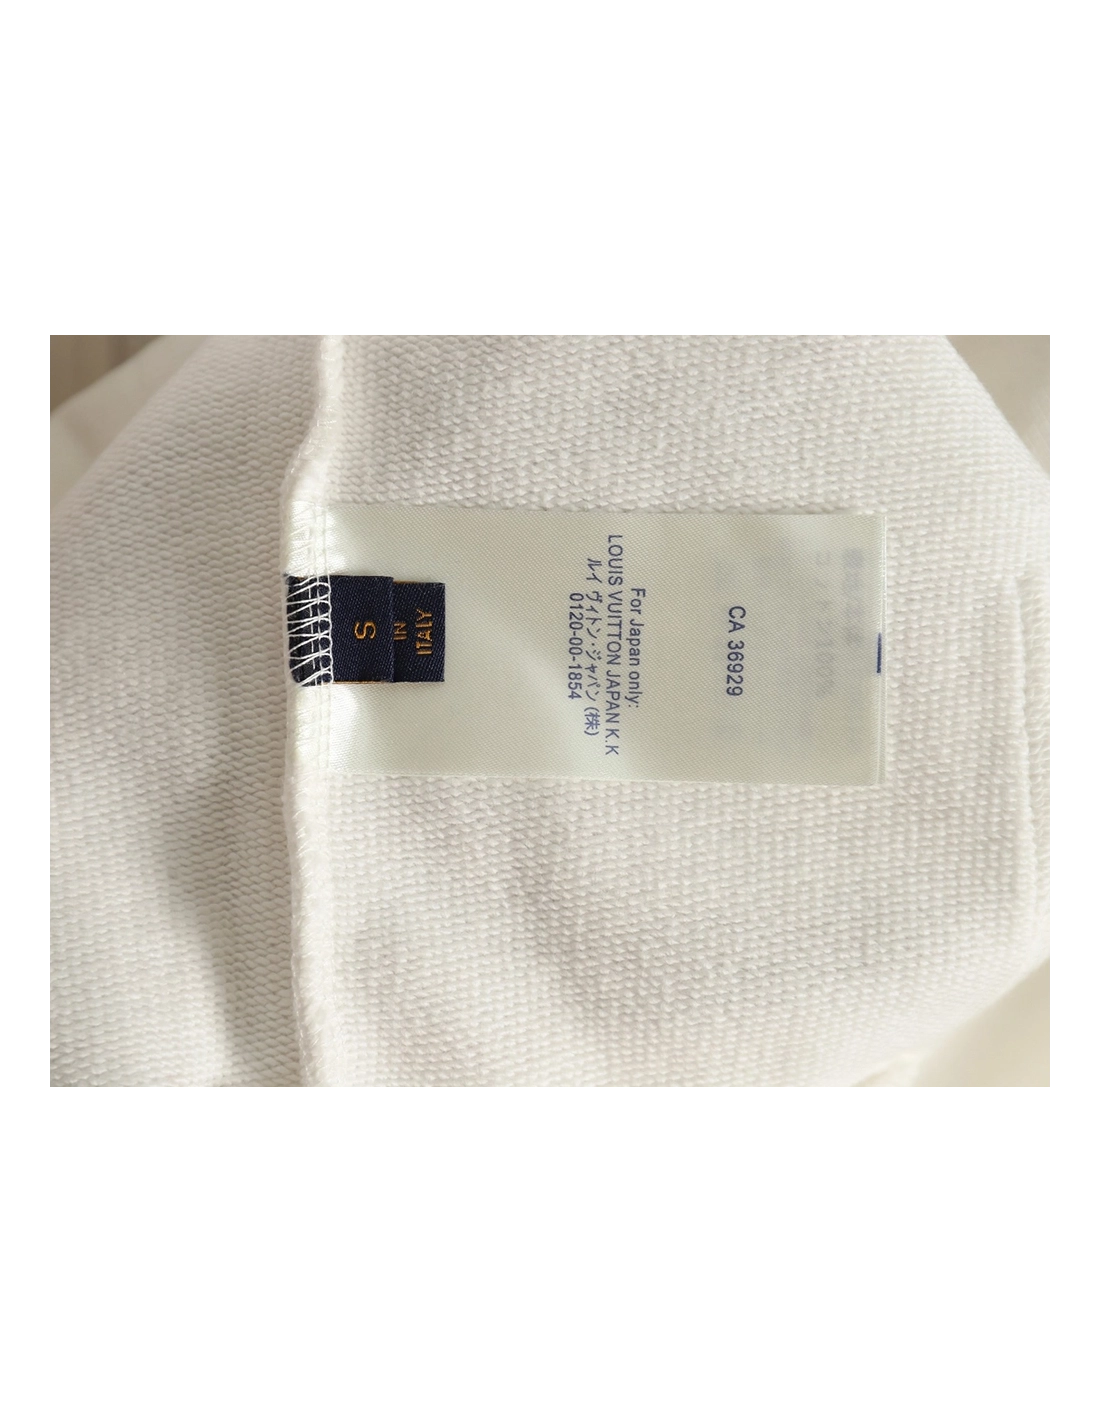 CA 36929
For Japan only:
LOUIS VUITTON JAPAN K.K
ルイ ヴィトン・ジャパン (株)
0120-00-1854
S
IN
ITALY